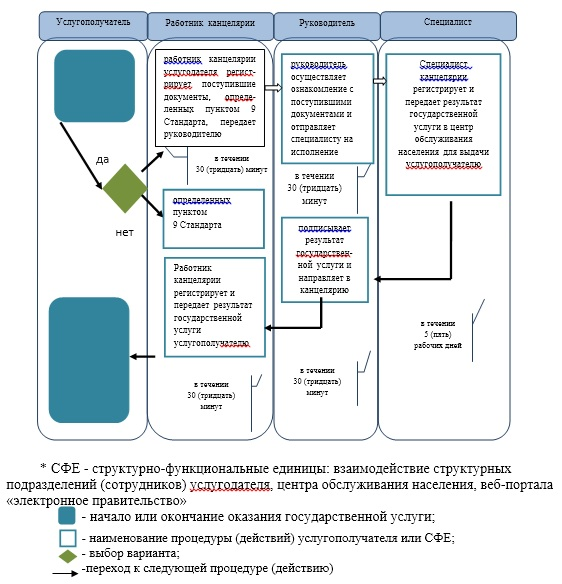 Услугополучатель
Работник канцелярии
Руководитель
Специалист
работник канцелярии
услугодателя регист-
рирует поступившие
документы, опреде-
ленных пунктом 9
Стандарта, передает
руководителю
руководитель
осуществляет
ознакомление с
поступившими
документами и
отправляет
специалисту на
исполнение
Специалист
канцелярии
регистрирует и
передает результат
государственной
услуги в центр
обслуживания
населения для выдачи
услугополучателю
да
нет
в течении
30 (тридцать) минут
в течении
30 (тридцать)
минут
определенных
пунктом
9 Стандарта
подписывает
результат
государствен-
ной услуги и
направляет в
канцелярию
Работник
канцелярии
регистрирует и
передает результат
государственной
услуги
услугополучателю
в течении
5 (пять)
рабочих дней
в течении
30 (тридцать)
минут
в течении
30 (тридцать)
минут
* СФЕ - структурно-функциональные единицы: взаимодействие структурных
подразделений (сотрудников) услугодателя, центра обслуживания населения, веб-портала
«электронное правительство»
- начало или окончание оказания государственной услуги;
- наименование процедуры (действий) услугополучателя или СФЕ;
- выбор варианта;
-переход к следующей процедуре (действию)